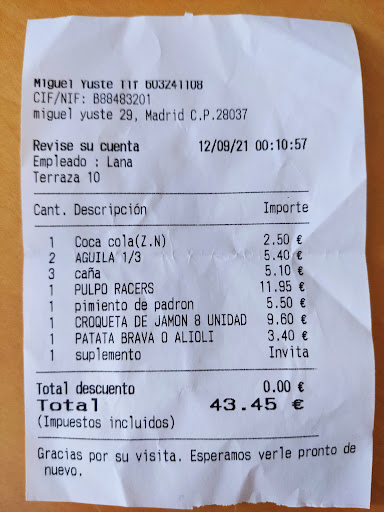 Miguel Yuste Tlf 603241108
CIF/NIF: B88483201
miguel yuste 29, Madrid C.P.28037
Revise su cuenta 12/09/21 00:10:57
Empleado : Lana
Terraza 10
Cant. Descripción Importe
1 Coca cola(Z.N) 2.50 €
2 AGUILA 1/3 5.40 €
3 caña 5.10 €
1 PULPO RACERS 11.95 €
1 pimiento de padron 5.50 €
1 CROQUETA DE JAMON 8 UNIDAD 9.60 €
1 PATATA BRAVA O ALIOLI 3.40 €
1 suplemento Invita
Total descuento 0.00 €
Total 43.45 €
(Impuestos incluidos)
Gracias por su visita. Esperamos verle pronto de
nuevo.